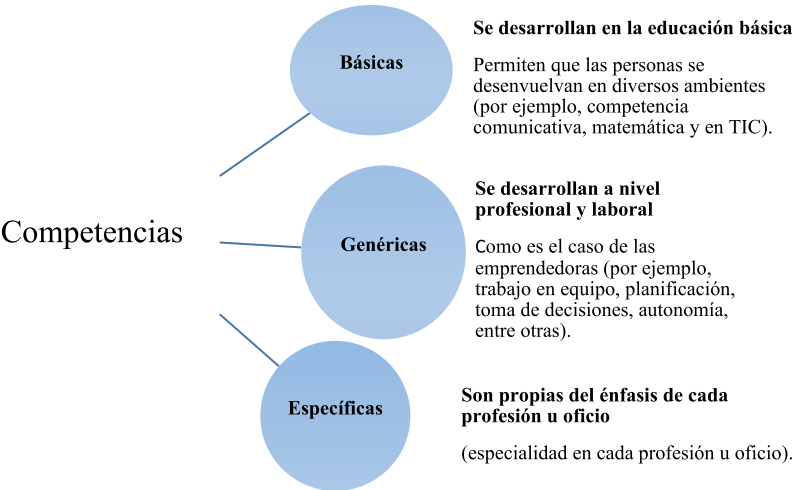 Competencias
Básicas
Se desarrollan en la educación básica
Permiten que las personas se
desenvuelvan en diversos ambientes
(por ejemplo, competencia
comunicativa, matemática y en TIC).
Genéricas
Se desarrollan a nivel
profesional y laboral
Como es el caso de las
emprendedoras (por ejemplo,
trabajo en equipo, planificación,
toma de decisiones, autonomía,
entre otras).
Específicas
Son propias del énfasis de cada
profesión u oficio
(especialidad en cada profesión u oficio).